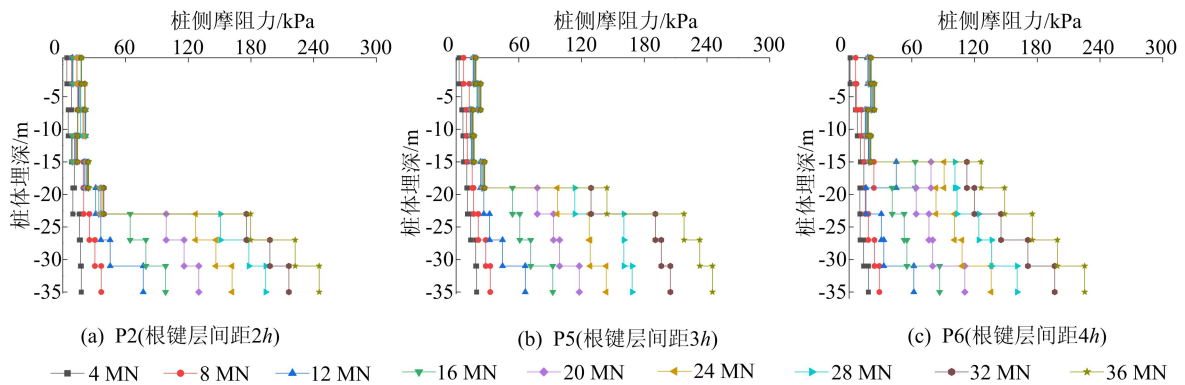 桩侧摩阻力/kPa 桩侧摩阻力/kPa 桩侧摩阻力/kPa
60 120 180 240 300 60 120 180 240 300 60 120 180 240 300
-5 -5 -5
-10 -10 -10
-15 -15 -15
桩体埋深/m 桩体埋深/m 桩体埋深/m
-20 -20 -20
-25 -25 -25
-30 -30 -30
-35 -35 -35
(a) P2(根键层间距2h) (b) P5(根键层间距3h) (c) P6(根键层间距4h)
4 MN 8 MN 12 MN 16 MN 20 MN 24 MN 28 MN 32 MN 36 MN